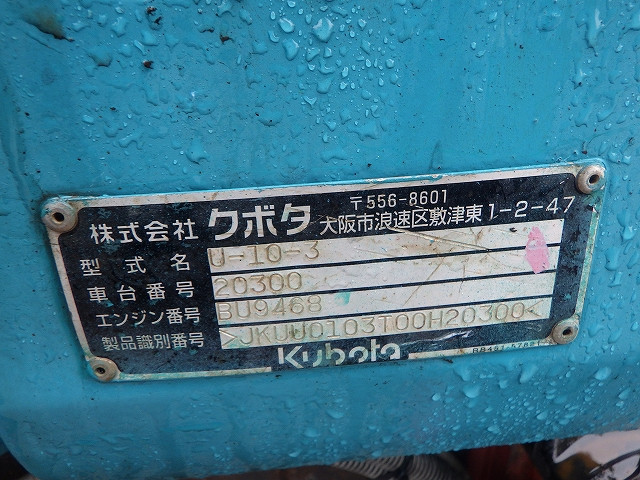 〒556-8601
株式会社 クボタ 大阪市浪速区敷津東1-2-47
型式名 U-10-3
車台番号 20300
エンジン番号 BU9468
製品識別番号 >JKUU0103T00H20300<
Kubota